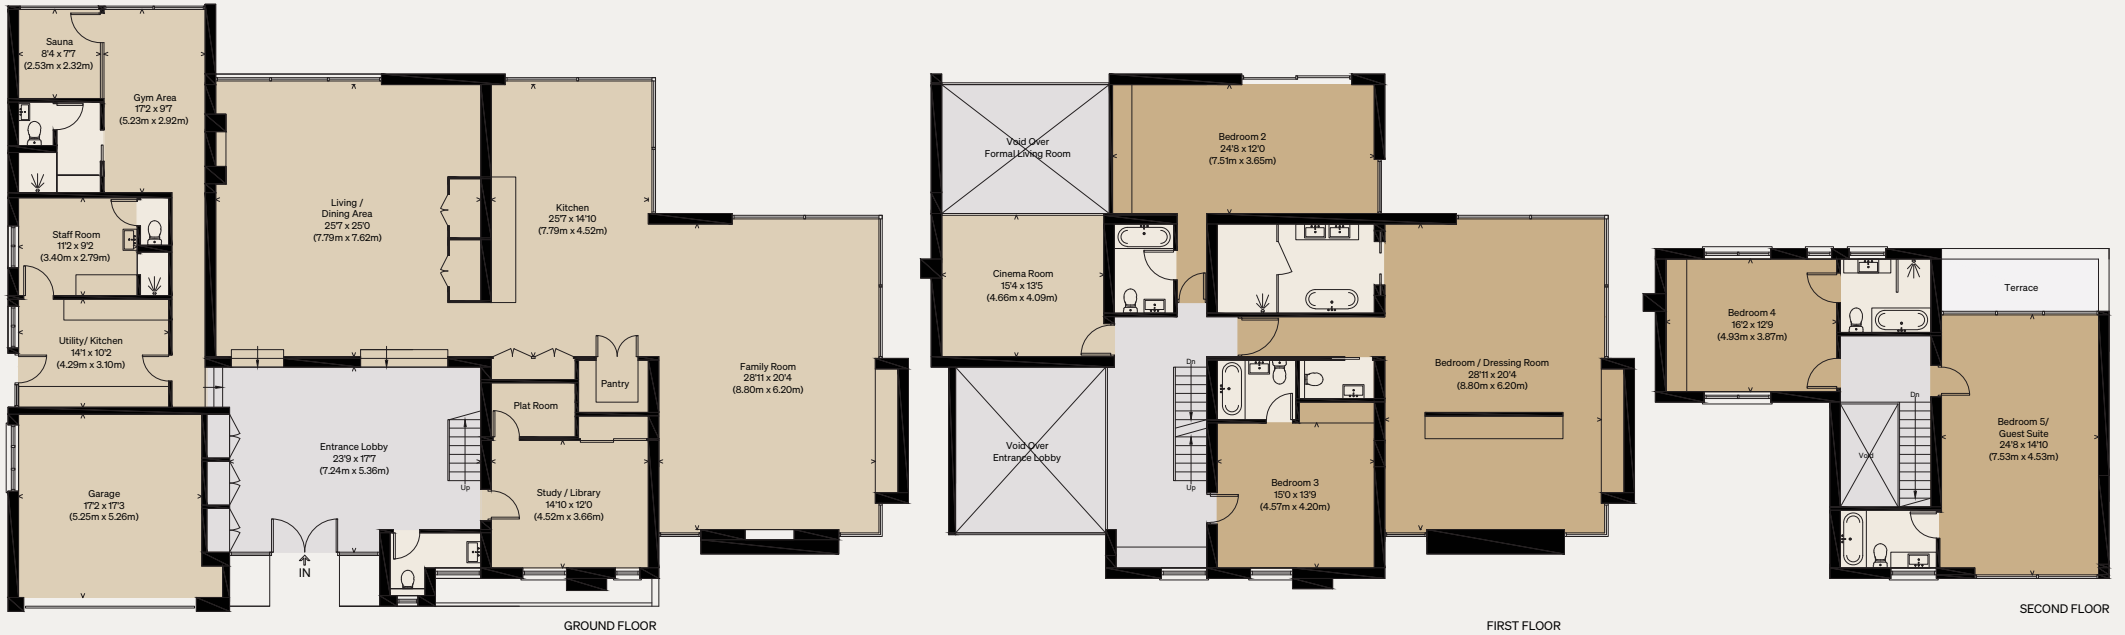 Sauna
8'4 x 7'7
(2.53m x 2.32m)
Gym Area
17'2 x 9'7
(5.23m x 2.92m)
Staff Room
11'2 x 9'2
(3.40m x 2.79m)
Utility/ Kitchen
14'1 x 10'2
(4.29m x 3.10m)
Garage
17'2 x 17'3
(5.25m x 5.26m)
Living /
Dining Area
25'7 x 25'0
(7.79m x 7.62m)
Kitchen
25'7 x 14'10
(7.79m x 4.52m)
Pantry
Plat Room
Family Room
28'11 x 20'4
(8.80m x 6.20m)
Entrance Lobby
23'9 x 17'7
(7.24m x 5.36m)
Up
Study / Library
14'10 x 12'0
(4.52m x 3.66m)
IN
GROUND FLOOR
Void Over
Formal Living Room
Bedroom 2
24'8 x 12'0
(7.51m x 3.65m)
Cinema Room
15'4 x 13'5
(4.66m x 4.09m)
Dn
Bedroom / Dressing Room
28'11 x 20'4
(8.80m x 6.20m)
Void Over
Entrance Lobby
Up
Bedroom 3
15'0 x 13'9
(4.57m x 4.20m)
FIRST FLOOR
Terrace
Bedroom 4
16'2 x 12'9
(4.93m x 3.87m)
Dn
Void
Bedroom 5/
Guest Suite
24'8 x 14'10
(7.53m x 4.53m)
SECOND FLOOR